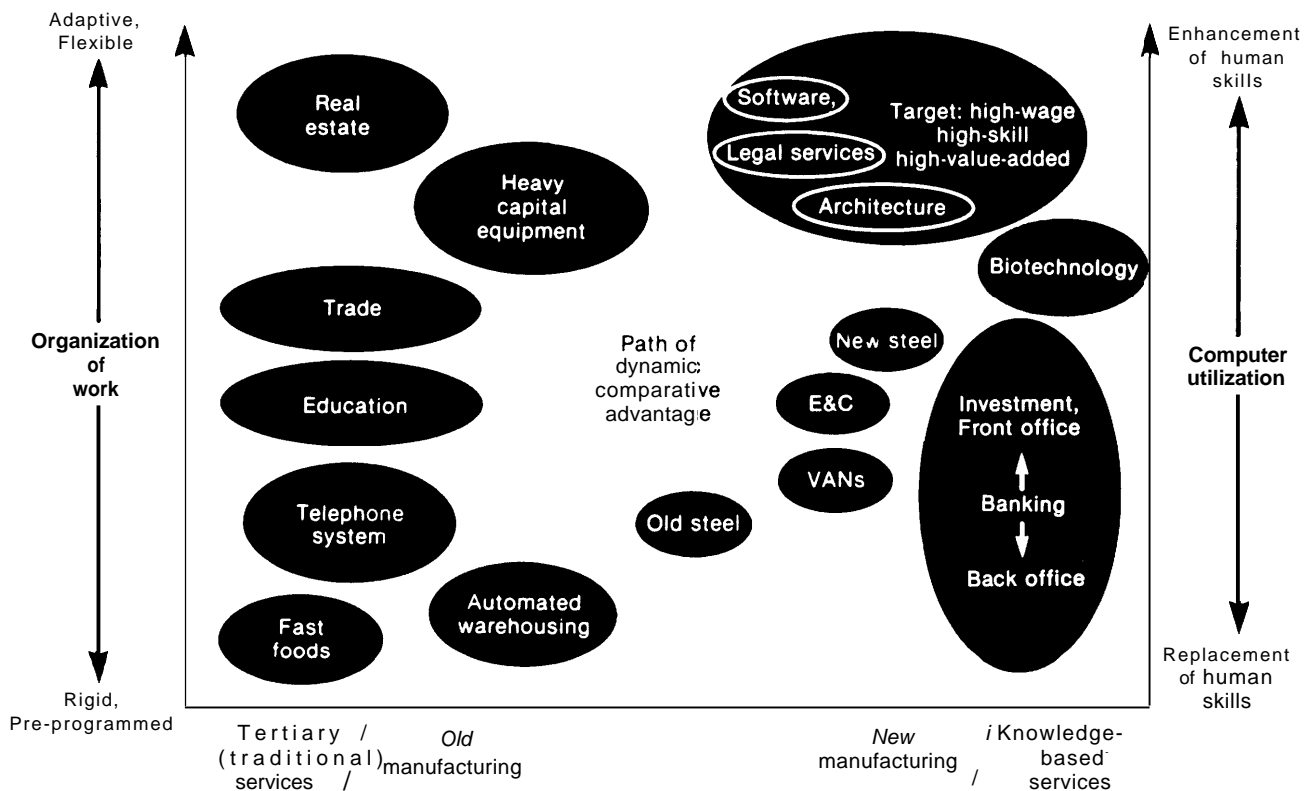 Adaptive,
Flexible
Organization
of
work
Rigid,
Pre-programmed
Real
estate
Heavy
capital
equipment
Trade
Education
Telephone
system
Fast
foods
Automated
warehousing
Path of
dynamic
comparative
advantage
Old steel
Software,
Legal services
Architecture
Target: high-wage
high-skill
high-value-added
Biotechnology
New steel
E&C
VANs
Investment,
Front office
Banking
Back office
Enhancement
of human
skills
Computer
utilization
Replacement
of human
skills
Tertiary /
(traditional)
services /
Old
manufacturing
New
manufacturing /
i Knowledge-
based
services